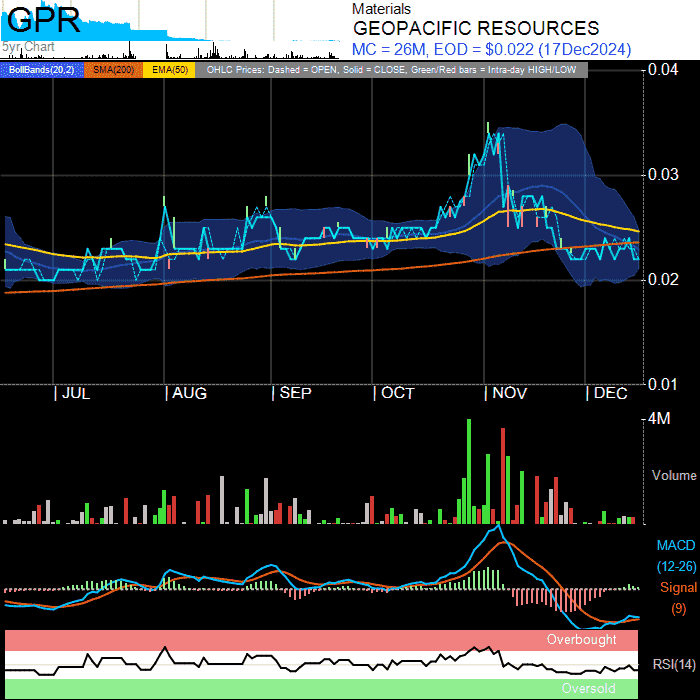 GPR
5yr.Chart
Materials
GEOPACIFIC RESOURCES
MC = 26M, EOD = $0.022 (17Dec2024)
BollBands(20,2) SMA(200) EMA(50) OHLC Prices: Dashed = OPEN, Solid = CLOSE, Green/Red bars = Intra-day HIGH/LOW
0.04
0.03
0.02
0.01
JUL AUG SEP OCT NOV DEC
4M
Volume
MACD
(12-26)
Signal
(9)
Overbought
RSI(14)
Oversold